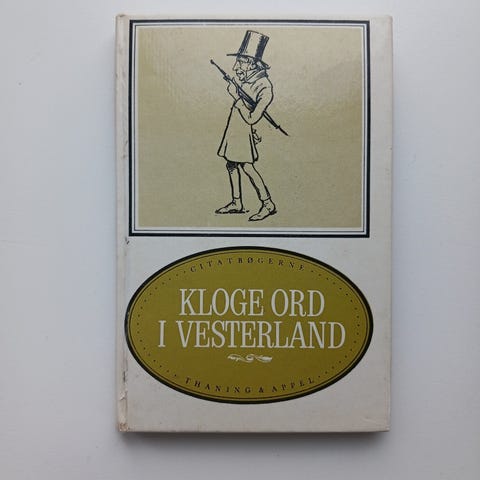 CITATBØGERNE
KLOGE ORD
I VESTERLAND
THANING & APPEL